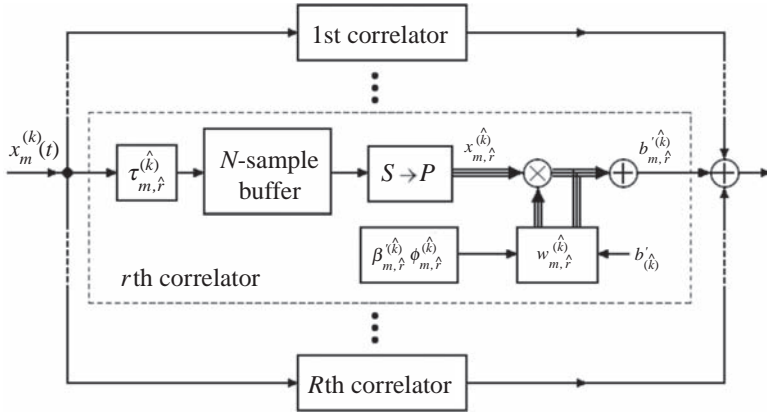 1st correlator
x_m^{(k)}(t)
τ_{m,r̂}^{(k̂)}
N-sample
buffer
S→P
x_{m,r̂}^{(k̂)}
b'_{m,r̂}^{(k̂)}
β'_{m,r̂}^{(k̂)} ϕ_{m,r̂}^{(k̂)}
w_{m,r̂}^{(k̂)}
b'_{(k̂)}
rth correlator
Rth correlator